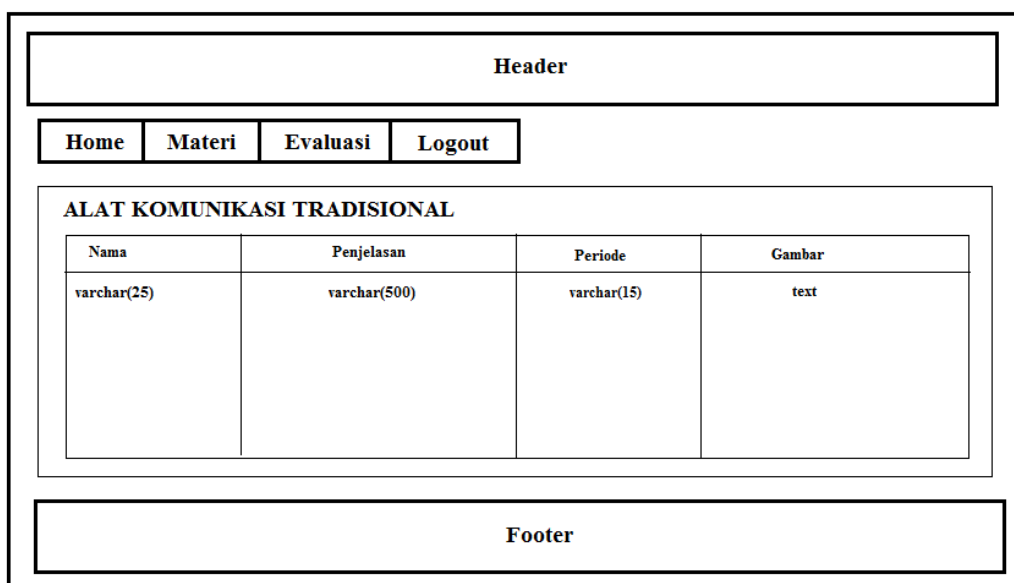 Header
Home Materi Evaluasi Logout
ALAT KOMUNIKASI TRADISIONAL
Nama Penjelasan Periode Gambar
varchar(25) varchar(500) varchar(15) text
Footer